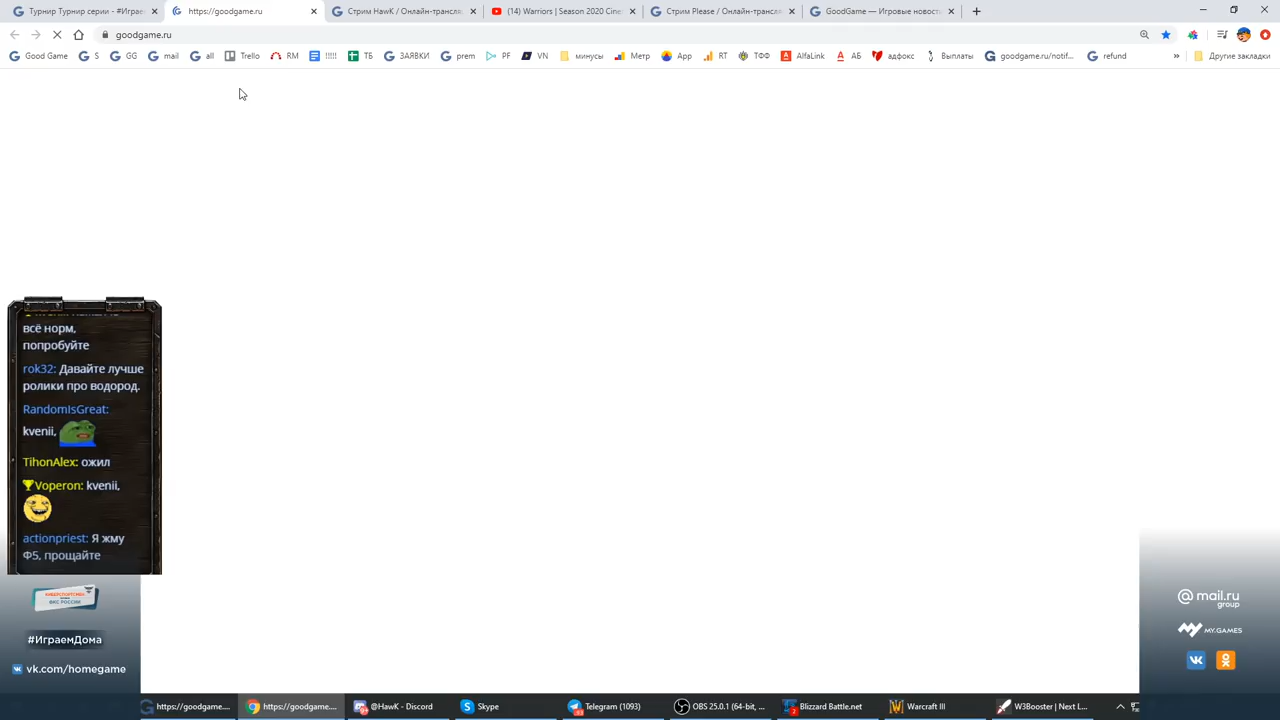 Турнир Турнир серии - #Играе
https://goodgame.ru
Стрим HawK / Онлайн-трансл
(14) Warriors | Season 2020 Cine
Стрим Please / Онлайн-трансл
GoodGame — Игровые новост
goodgame.ru
Good Game
S
GG
mail
all
Trello
RM
!!!!!
ТБ
ЗАЯВКИ
prem
PF
VN
минусы
Метр
App
RT
ТФФ
AlfaLink
АБ
адфокс
Выплаты
goodgame.ru/notif...
refund
»
Другие закладки
всё норм,
попробуйте
rok32: Давайте лучше
ролики про водород.
RandomIsGreat:
kvenii,
TihonAlex: ожил
Voperon: kvenii,
actionpriest: Я жму
Ф5, прощайте
#ИграемДома
vk.com/homegame
@mail.ru
group
MY.GAMES
https://goodgame....
https://goodgame....
@HawK - Discord
Skype
Telegram (1093)
OBS 25.0.1 (64-bit, ...
Blizzard Battle.net
Warcraft III
W3Booster | Next L...